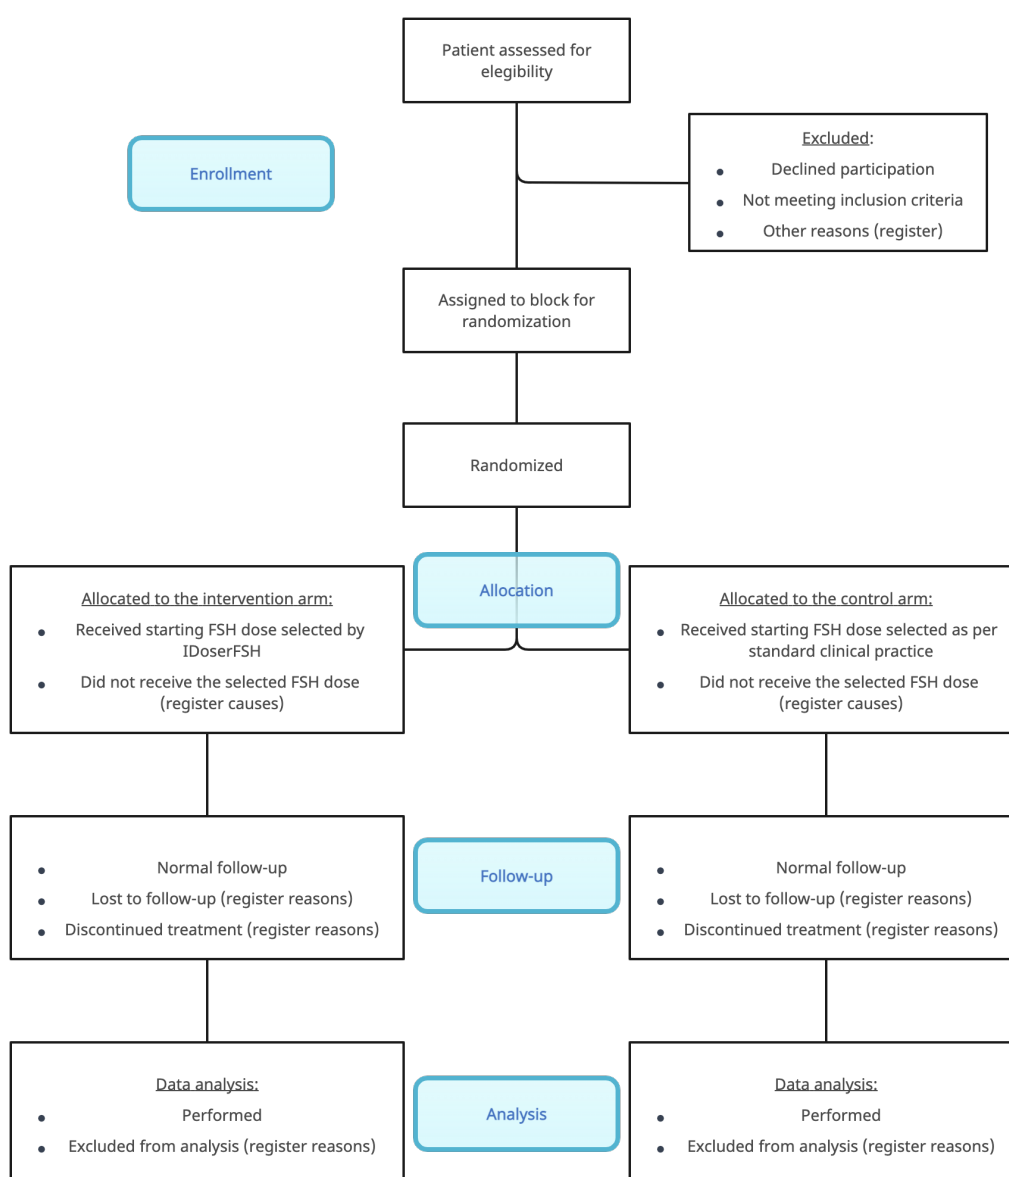 Patient assessed for
elegibility
Enrollment
Excluded:
Declined participation
Not meeting inclusion criteria
Other reasons (register)
Assigned to block for
randomization
Randomized
Allocation
Allocated to the intervention arm:
Received starting FSH dose selected by
IDoserFSH
Did not receive the selected FSH dose
(register causes)
Allocated to the control arm:
Received starting FSH dose selected as per
standard clinical practice
Did not receive the selected FSH dose
(register causes)
Normal follow-up
Lost to follow-up (register reasons)
Discontinued treatment (register reasons)
Follow-up
Normal follow-up
Lost to follow-up (register reasons)
Discontinued treatment (register reasons)
Data analysis:
Performed
Excluded from analysis (register reasons)
Analysis
Data analysis:
Performed
Excluded from analysis (register reasons)